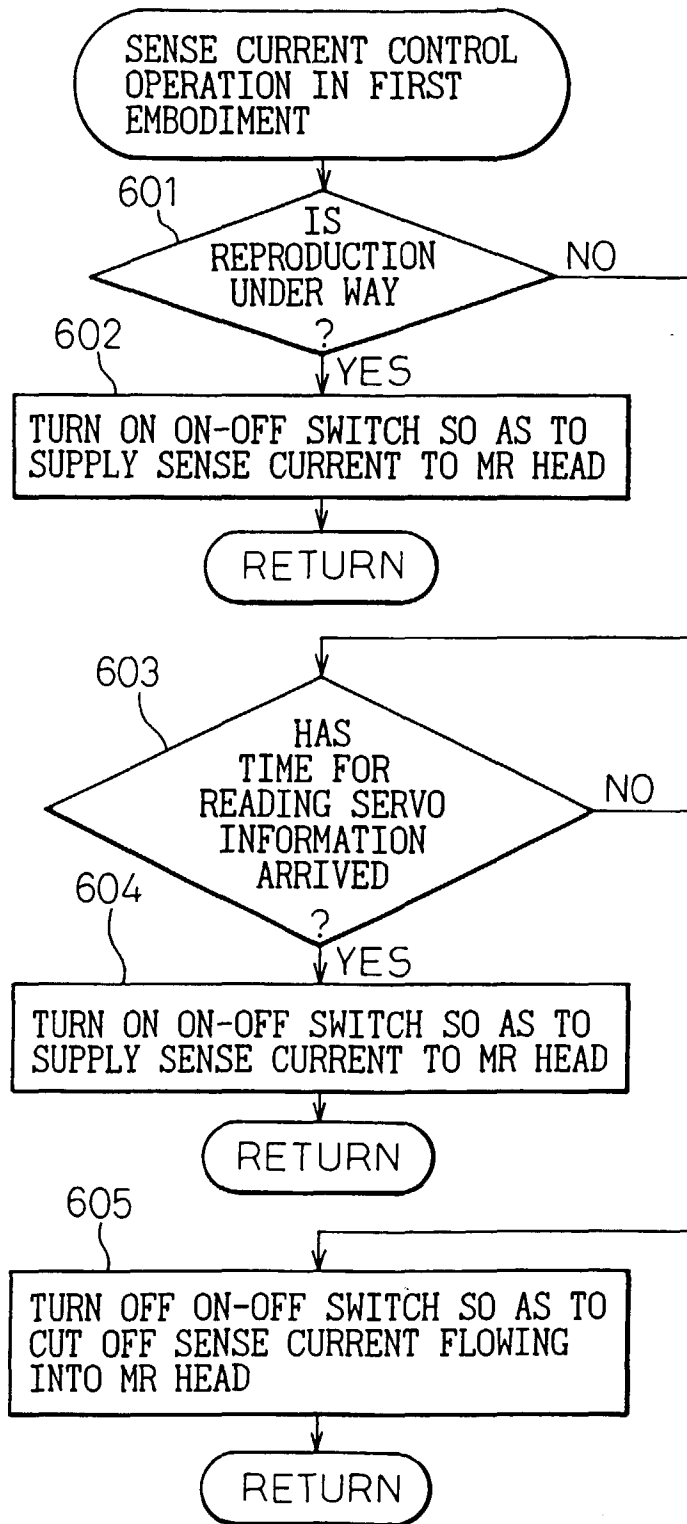 SENSE CURRENT CONTROL
OPERATION IN FIRST
EMBODIMENT
601
IS
REPRODUCTION
UNDER WAY
?
NO
YES
602
TURN ON ON-OFF SWITCH SO AS TO
SUPPLY SENSE CURRENT TO MR HEAD
RETURN
603
HAS
TIME FOR
READING SERVO
INFORMATION
ARRIVED
?
NO
YES
604
TURN ON ON-OFF SWITCH SO AS TO
SUPPLY SENSE CURRENT TO MR HEAD
RETURN
605
TURN OFF ON-OFF SWITCH SO AS TO
CUT OFF SENSE CURRENT FLOWING
INTO MR HEAD
RETURN